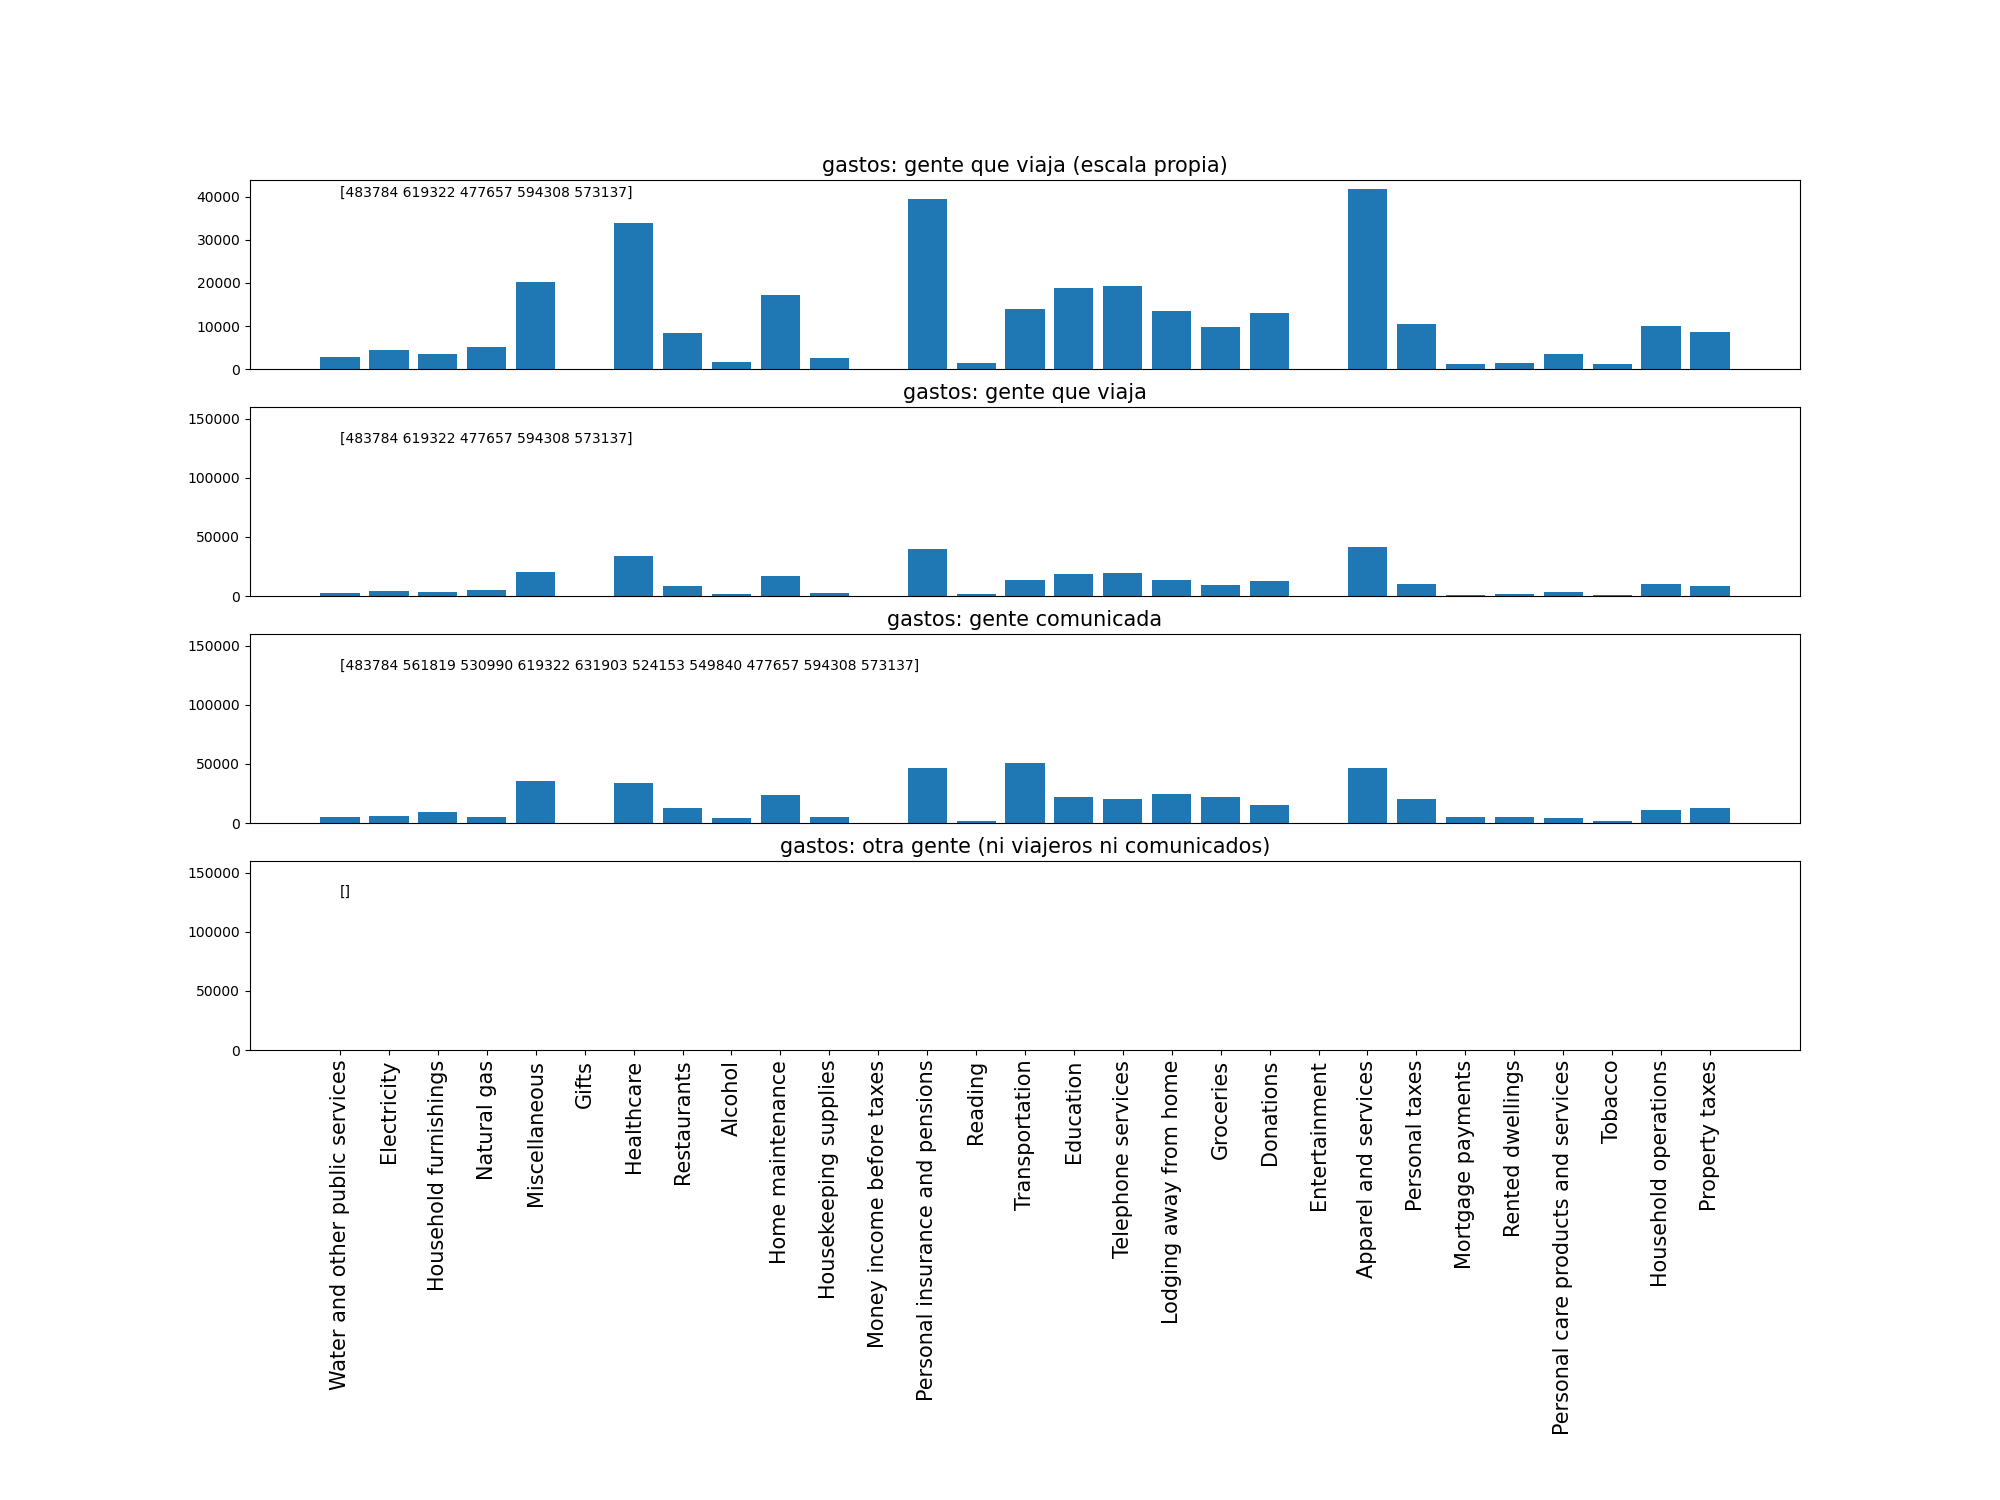 gastos: gente que viaja (escala propia)
[483784 619322 477657 594308 573137]
40000
30000
20000
10000
0
gastos: gente que viaja
150000
[483784 619322 477657 594308 573137]
100000
50000
0
gastos: gente comunicada
150000
[483784 561819 530990 619322 631903 524153 549840 477657 594308 573137]
100000
50000
0
gastos: otra gente (ni viajeros ni comunicados)
150000
[]
100000
50000
0
Water and other public services
Electricity
Household furnishings
Natural gas
Miscellaneous
Gifts
Healthcare
Restaurants
Alcohol
Home maintenance
Housekeeping supplies
Money income before taxes
Personal insurance and pensions
Reading
Transportation
Education
Telephone services
Lodging away from home
Groceries
Donations
Entertainment
Apparel and services
Personal taxes
Mortgage payments
Rented dwellings
Personal care products and services
Tobacco
Household operations
Property taxes